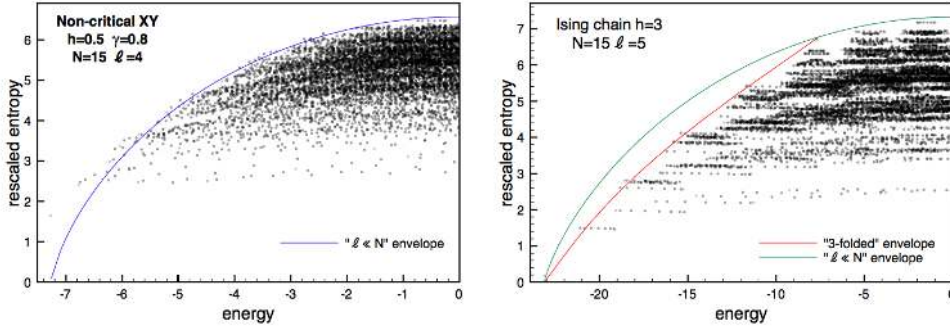 Non-critical XY
h=0.5 γ=0.8
N=15 ℓ=4
rescaled entropy
6
5
4
3
2
1
0
-7
-6
-5
-4
-3
-2
-1
0
energy
" ℓ ≪ N" envelope
Ising chain h=3
N=15 ℓ=5
rescaled entropy
7
6
5
4
3
2
1
0
-20
-15
-10
-5
0
energy
"3-folded" envelope
" ℓ ≪ N" envelope